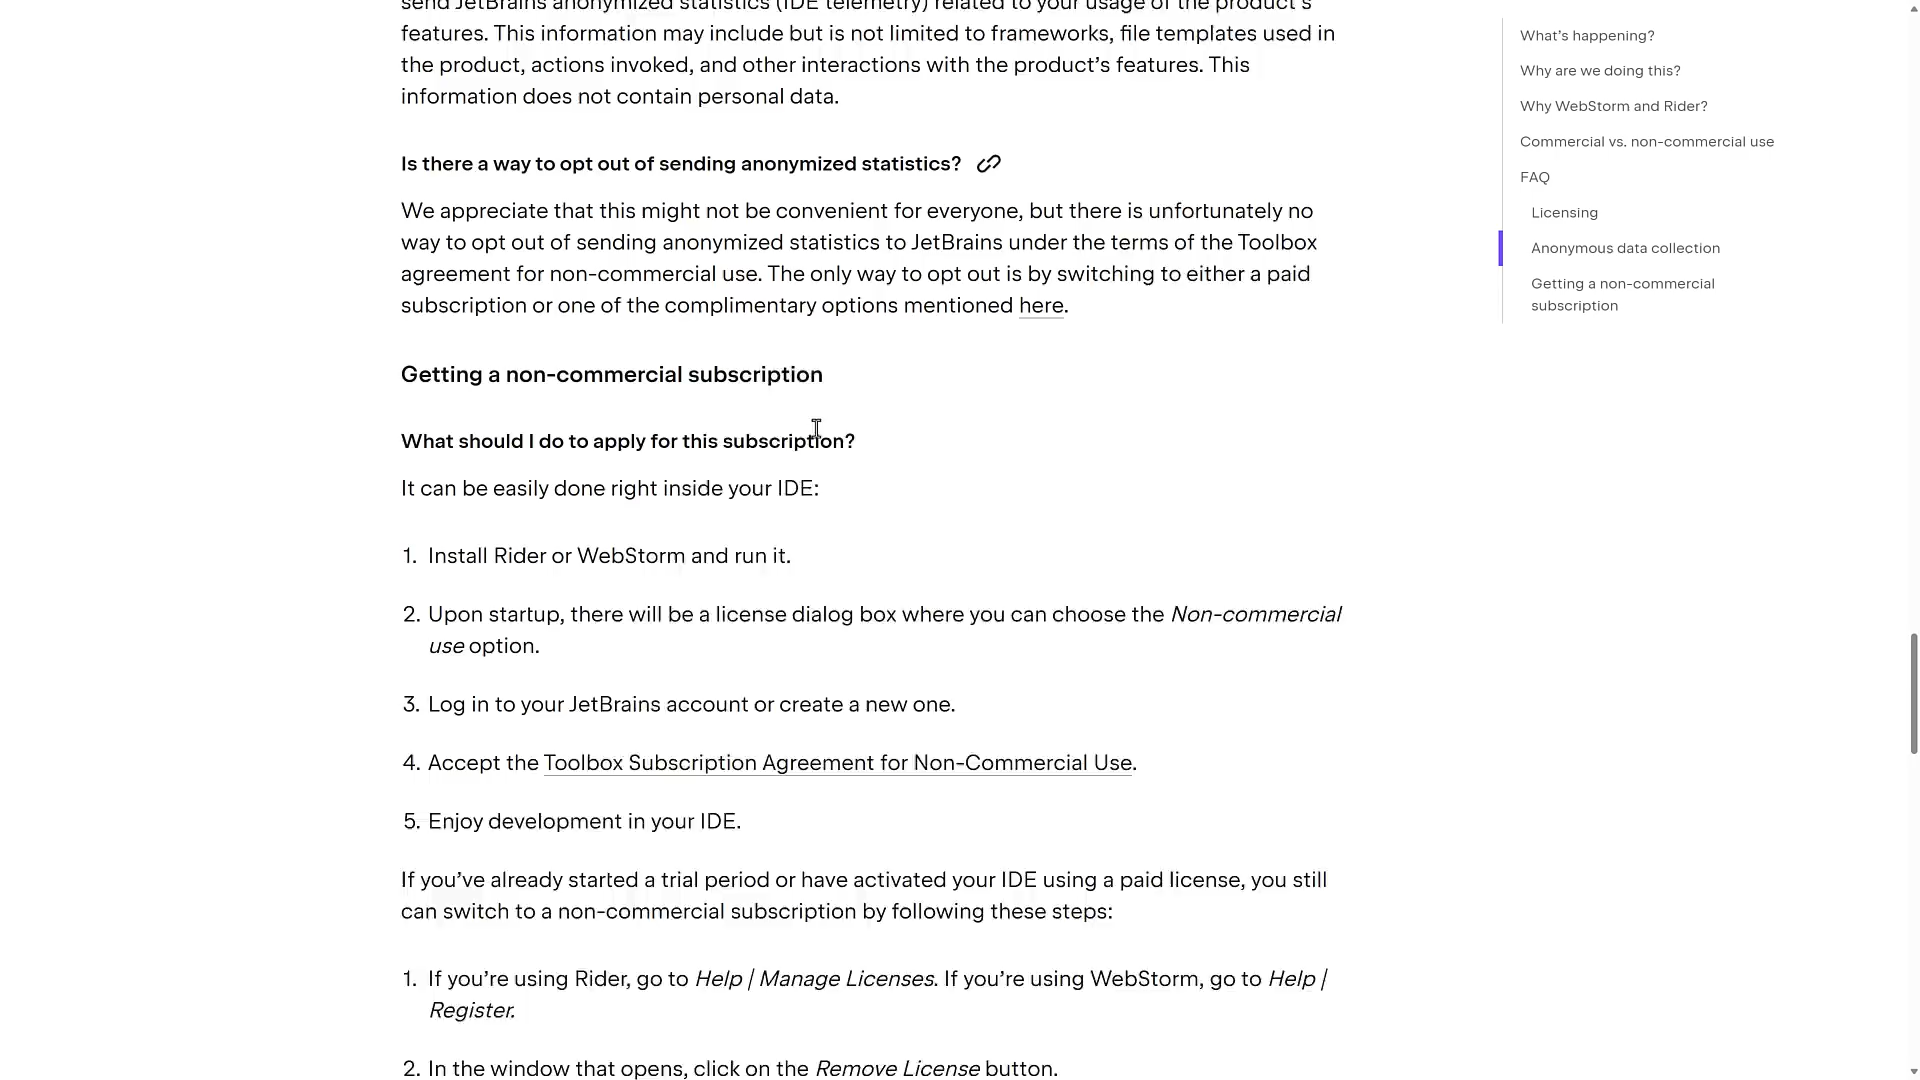 send JetBrains anonymized statistics (IDE telemetry) related to your usage of the product's
features. This information may include but is not limited to frameworks, file templates used in
the product, actions invoked, and other interactions with the product’s features. This
information does not contain personal data.
Is there a way to opt out of sending anonymized statistics?
We appreciate that this might not be convenient for everyone, but there is unfortunately no
way to opt out of sending anonymized statistics to JetBrains under the terms of the Toolbox
agreement for non-commercial use. The only way to opt out is by switching to either a paid
subscription or one of the complimentary options mentioned here.
Getting a non-commercial subscription
What should I do to apply for this subscription?
It can be easily done right inside your IDE:
1. Install Rider or WebStorm and run it.
2. Upon startup, there will be a license dialog box where you can choose the Non-commercial
use option.
3. Log in to your JetBrains account or create a new one.
4. Accept the Toolbox Subscription Agreement for Non-Commercial Use.
5. Enjoy development in your IDE.
If you’ve already started a trial period or have activated your IDE using a paid license, you still
can switch to a non-commercial subscription by following these steps:
1. If you’re using Rider, go to Help | Manage Licenses. If you’re using WebStorm, go to Help |
Register.
2. In the window that opens, click on the Remove License button.
What’s happening?
Why are we doing this?
Why WebStorm and Rider?
Commercial vs. non-commercial use
FAQ
Licensing
Anonymous data collection
Getting a non-commercial
subscription